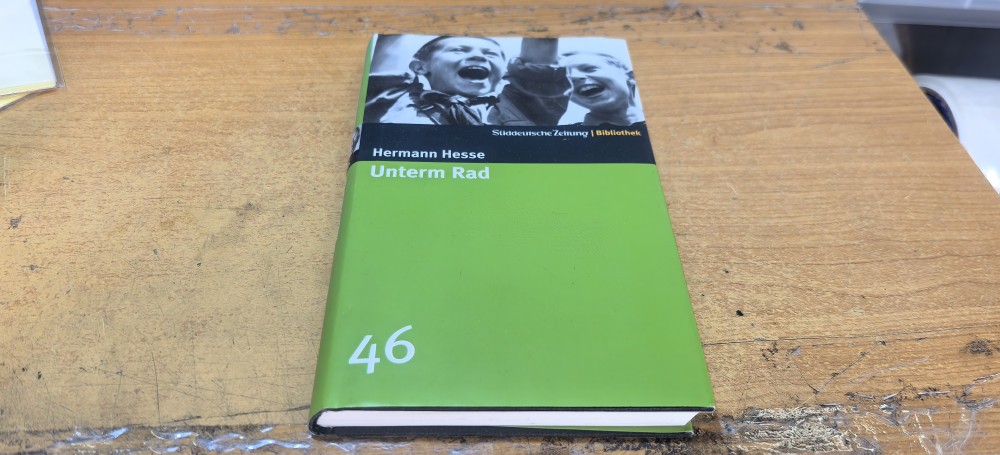 Süddeutsche Zeitung | Bibliothek
Hermann Hesse
Unterm Rad
46